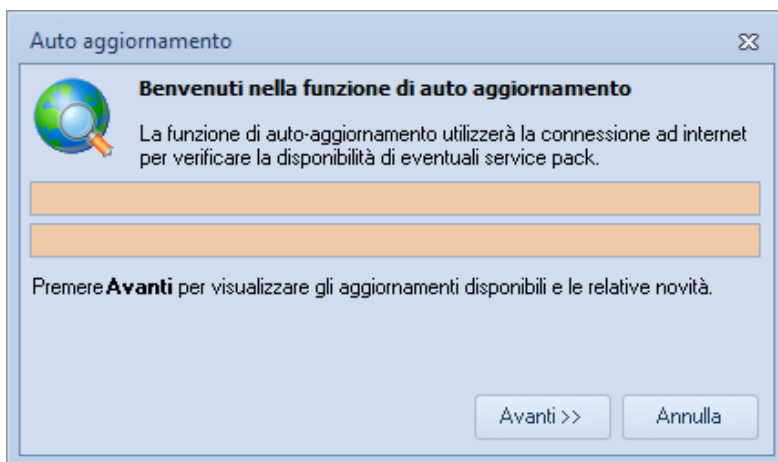 Auto aggiornamento
Benvenuti nella funzione di auto aggiornamento
La funzione di auto-aggiornamento utilizzerà la connessione ad internet
per verificare la disponibilità di eventuali service pack.
Premere Avanti per visualizzare gli aggiornamenti disponibili e le relative novità.
Avanti >> Annulla